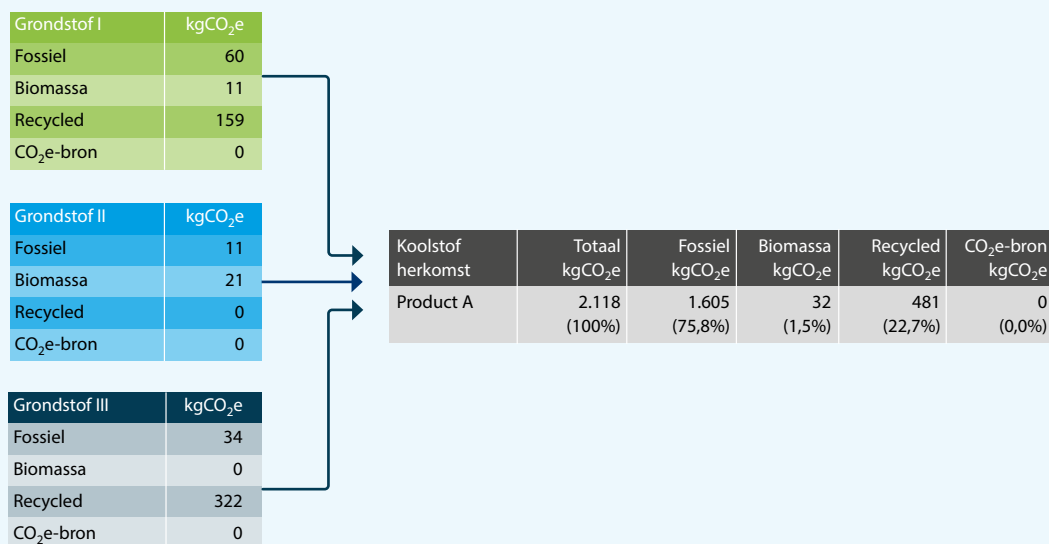 Grondstof I kgCO₂e
Fossiel 60
Biomassa 11
Recycled 159
CO₂e-bron 0
Grondstof II kgCO₂e
Fossiel 11
Biomassa 21
Recycled 0
CO₂e-bron 0
Grondstof III kgCO₂e
Fossiel 34
Biomassa 0
Recycled 322
CO₂e-bron 0
Koolstof Totaal Fossiel Biomassa Recycled CO₂e-bron
herkomst kgCO₂e kgCO₂e kgCO₂e kgCO₂e kgCO₂e
Product A 2.118 1.605 32 481 0
(100%) (75,8%) (1,5%) (22,7%) (0,0%)